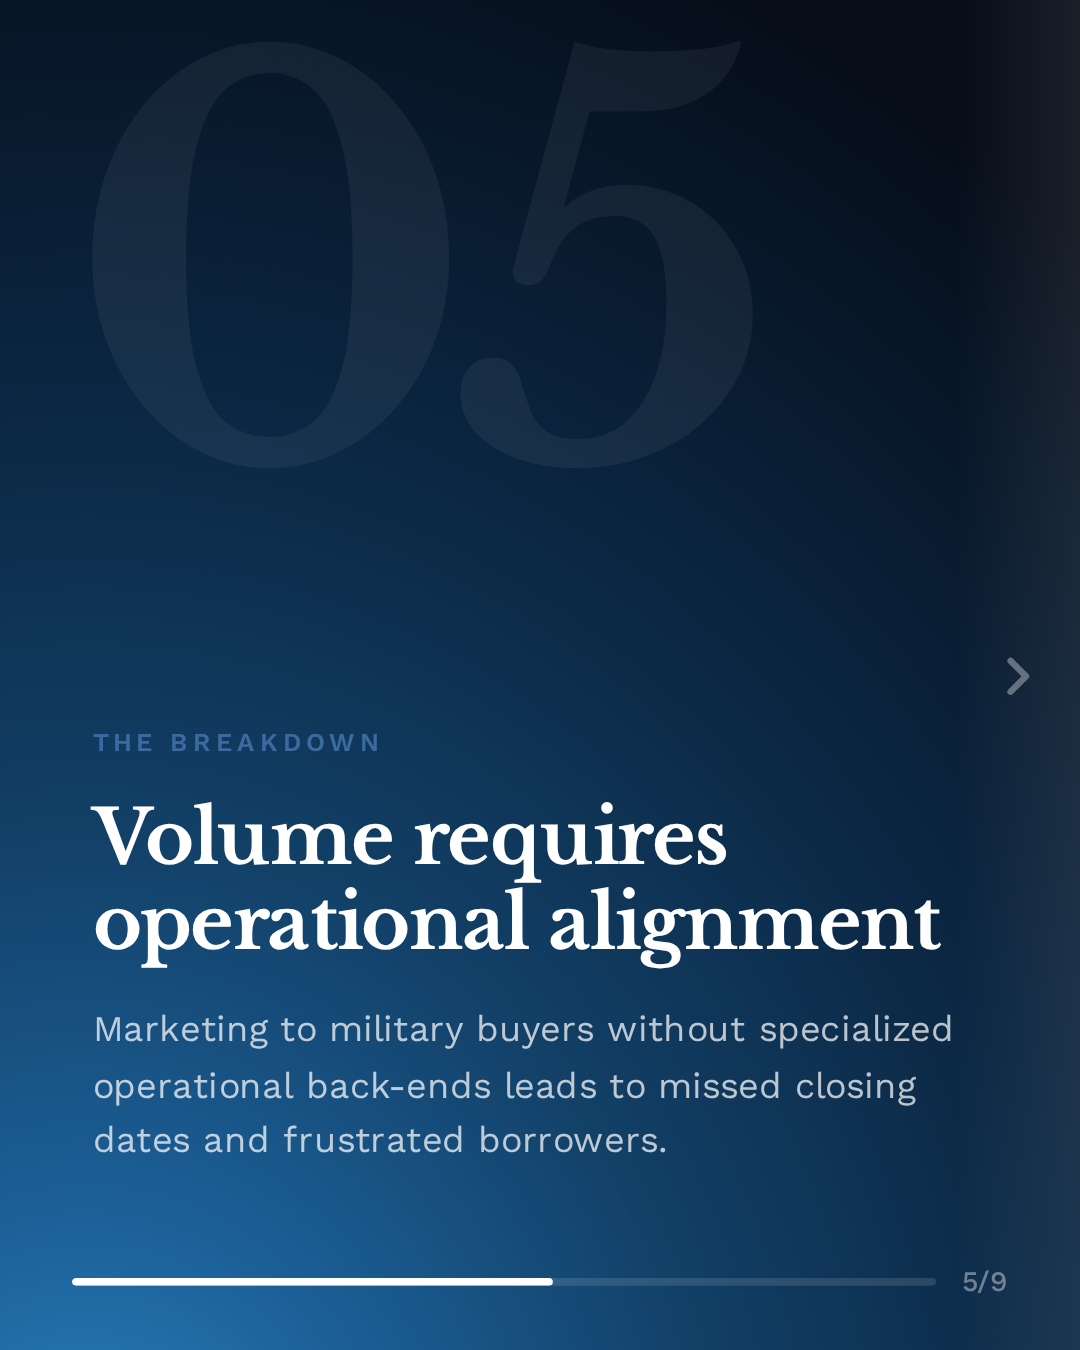 05
THE BREAKDOWN
Volume requires
operational alignment
Marketing to military buyers without specialized
operational back-ends leads to missed closing
dates and frustrated borrowers.
5/9